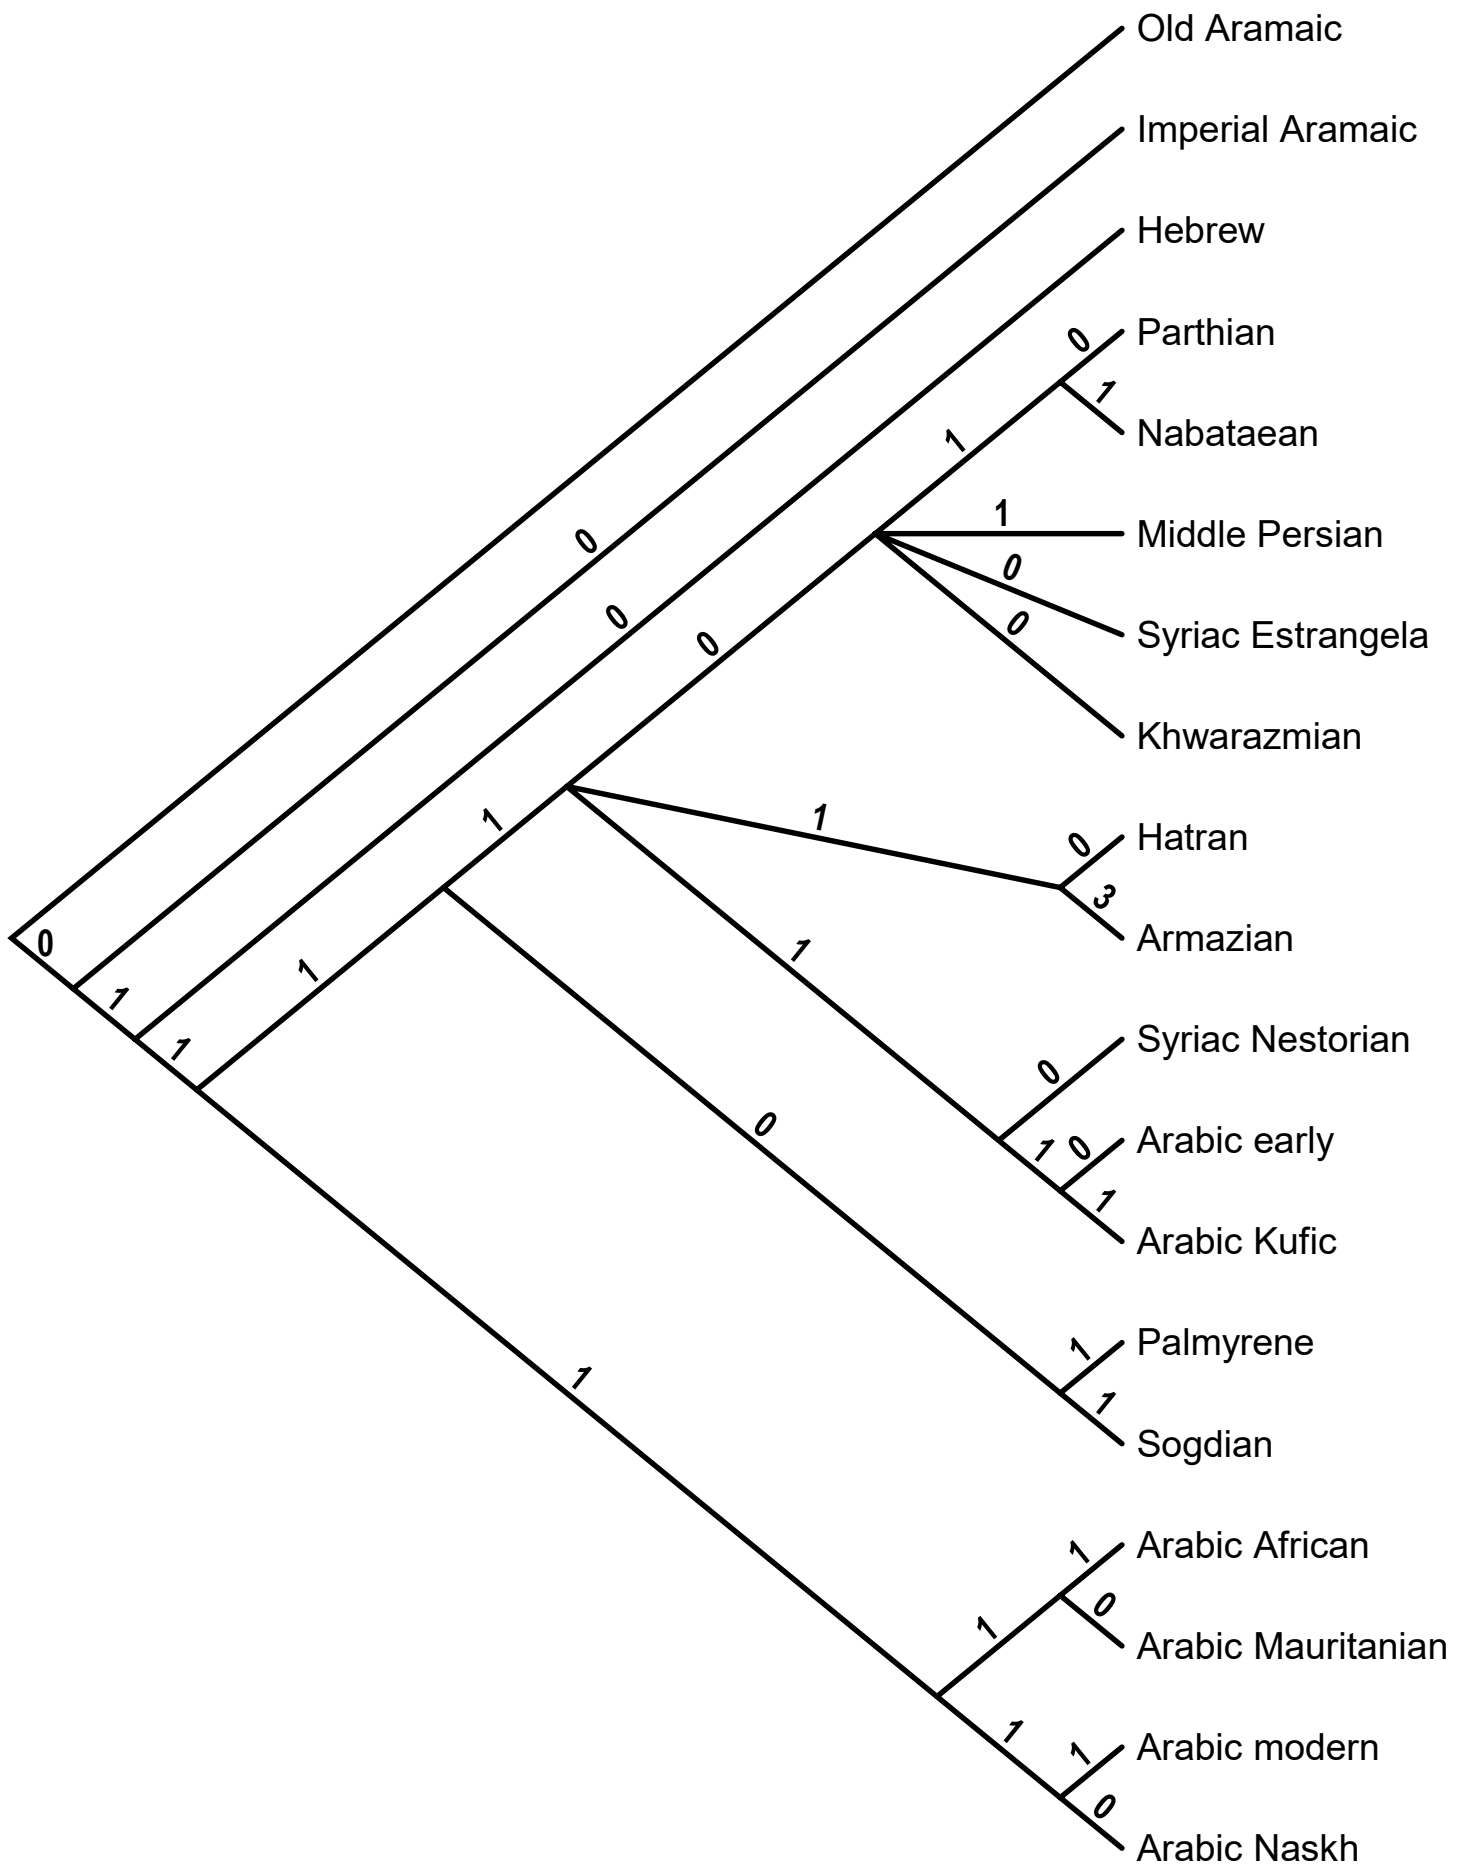 Old Aramaic
Imperial Aramaic
Hebrew
Parthian
0
Nabataean
1
1
Middle Persian
1
0
Syriac Estrangela
0
0
0
0
Khwarazmian
1
1
Hatran
0
3
Armazian
0
1
1
1
1
Syriac Nestorian
0
Arabic early
0
1
0
1
Arabic Kufic
Palmyrene
1
1
1
Sogdian
Arabic African
1
0
1
Arabic Mauritanian
1
Arabic modern
1
0
Arabic Naskh